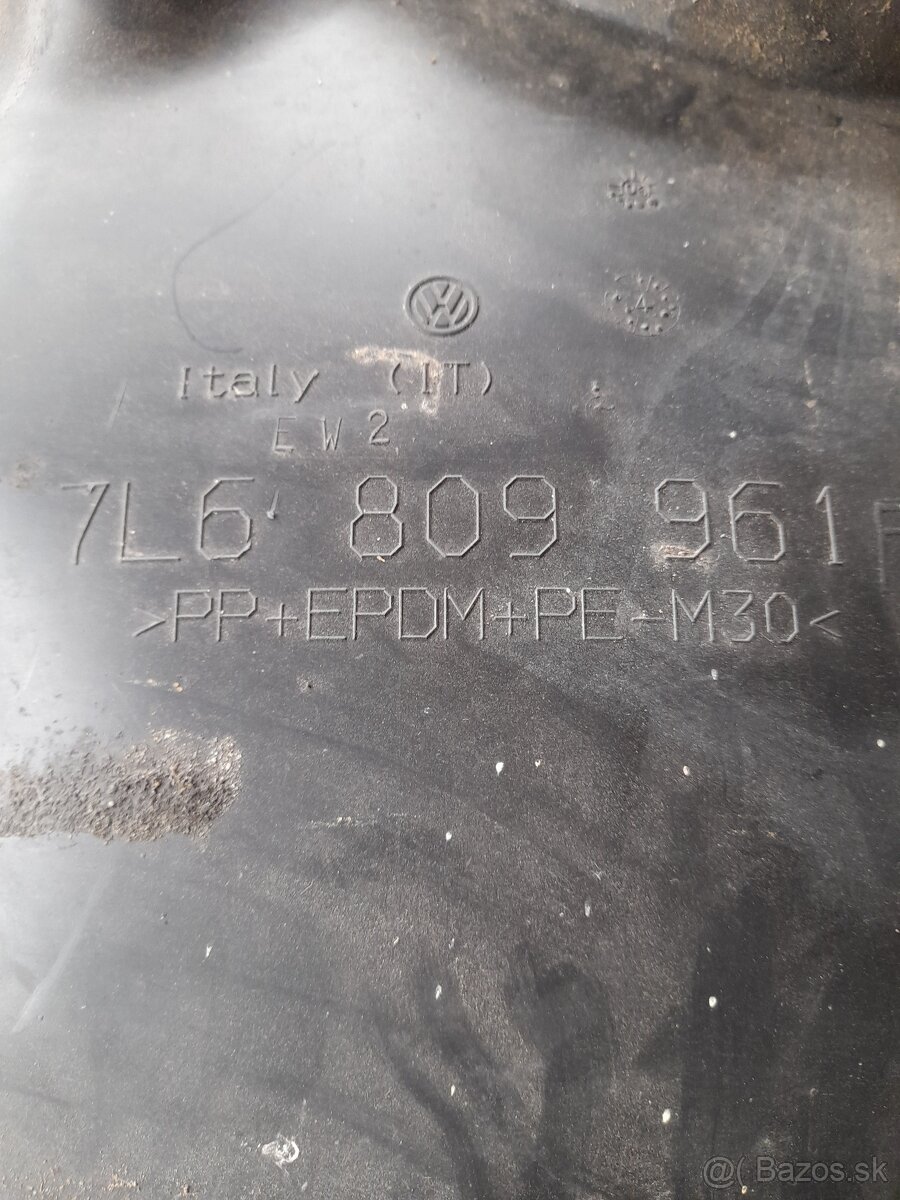 Italy (IT)
EW2
7L6 809 961
>PP+EPDM+PE-M30<
@( Bazos.sk